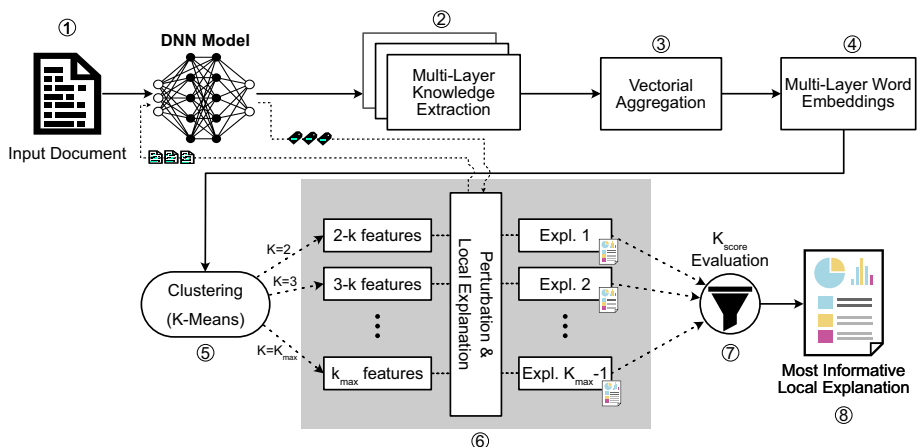 ①
DNN Model
Input Document
②
Multi-Layer
Knowledge
Extraction
③
Vectorial
Aggregation
④
Multi-Layer Word
Embeddings
Clustering
(K-Means)
⑤
K=2
K=3
K=Kmax
2-k features
3-k features
kmax features
Perturbation &
Local Explanation
Expl. 1
Expl. 2
Expl. Kmax-1
⑥
Kscore
Evaluation
⑦
Most Informative
Local Explanation
⑧